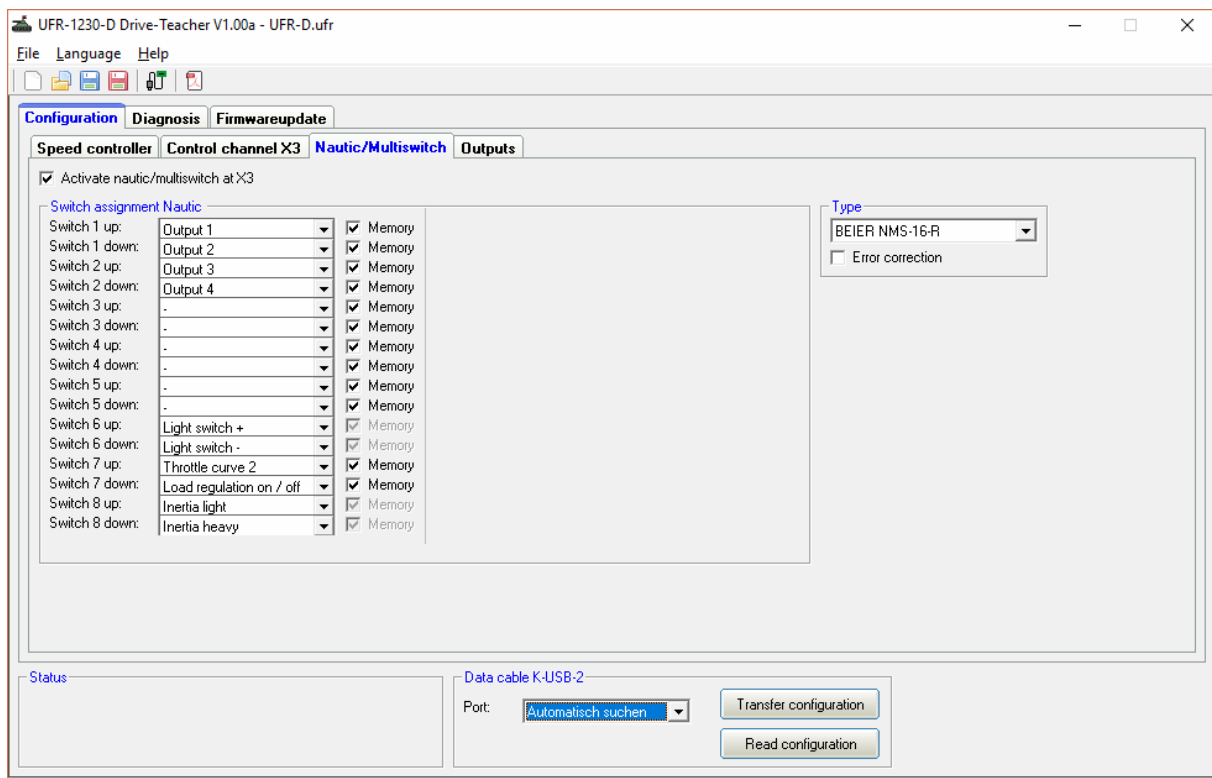 UFR-1230-D Drive-Teacher V1.00a - UFR-D.ufr
File Language Help
Configuration Diagnosis Firmwareupdate
Speed controller Control channel X3 Nautic/Multiswitch Outputs
Activate nautic/multiswitch at X3
Switch assignment Nautic
Switch 1 up: Output 1 Memory
Switch 1 down: Output 2 Memory
Switch 2 up: Output 3 Memory
Switch 2 down: Output 4 Memory
Switch 3 up: - Memory
Switch 3 down: - Memory
Switch 4 up: - Memory
Switch 4 down: - Memory
Switch 5 up: - Memory
Switch 5 down: - Memory
Switch 6 up: Light switch + Memory
Switch 6 down: Light switch - Memory
Switch 7 up: Throttle curve 2 Memory
Switch 7 down: Load regulation on / off Memory
Switch 8 up: Inertia light Memory
Switch 8 down: Inertia heavy Memory
Type
BEIER NMS-16-R
Error correction
Status
Data cable K-USB-2
Port: Automatisch suchen
Transfer configuration
Read configuration